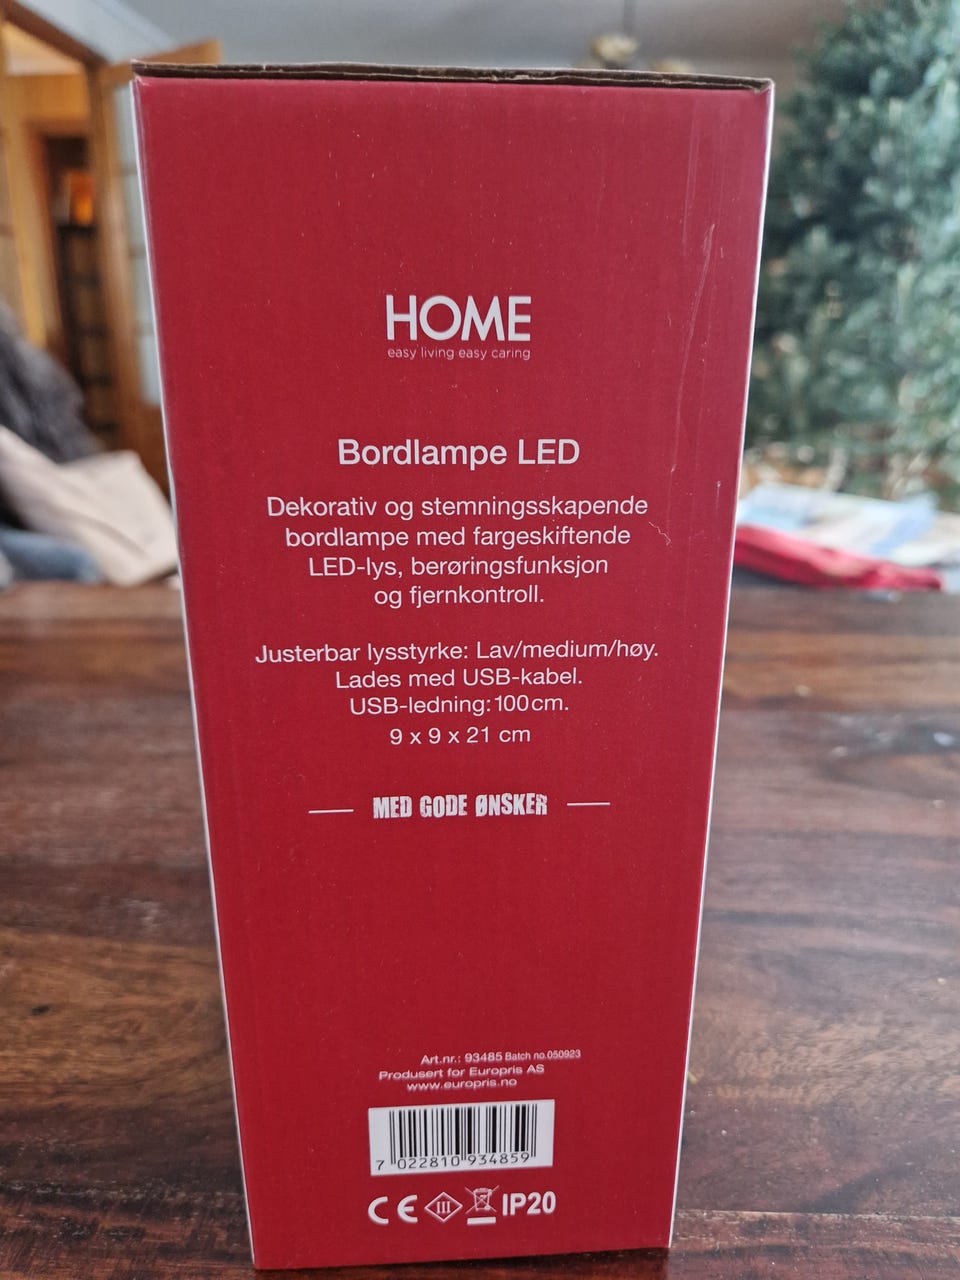 HOME
easy living easy caring
Bordlampe LED
Dekorativ og stemningsskapende
bordlampe med fargeskiftende
LED-lys, berøringsfunksjon
og fjernkontroll.
Justerbar lysstyrke: Lav/medium/høy.
Lades med USB-kabel.
USB-ledning: 100 cm.
9 x 9 x 21 cm
MED GODE ØNSKER
Art.nr.: 93485 Batch no.050923
Produsert for Europris AS
www.europris.no
7 022810 934859
CE III IP20